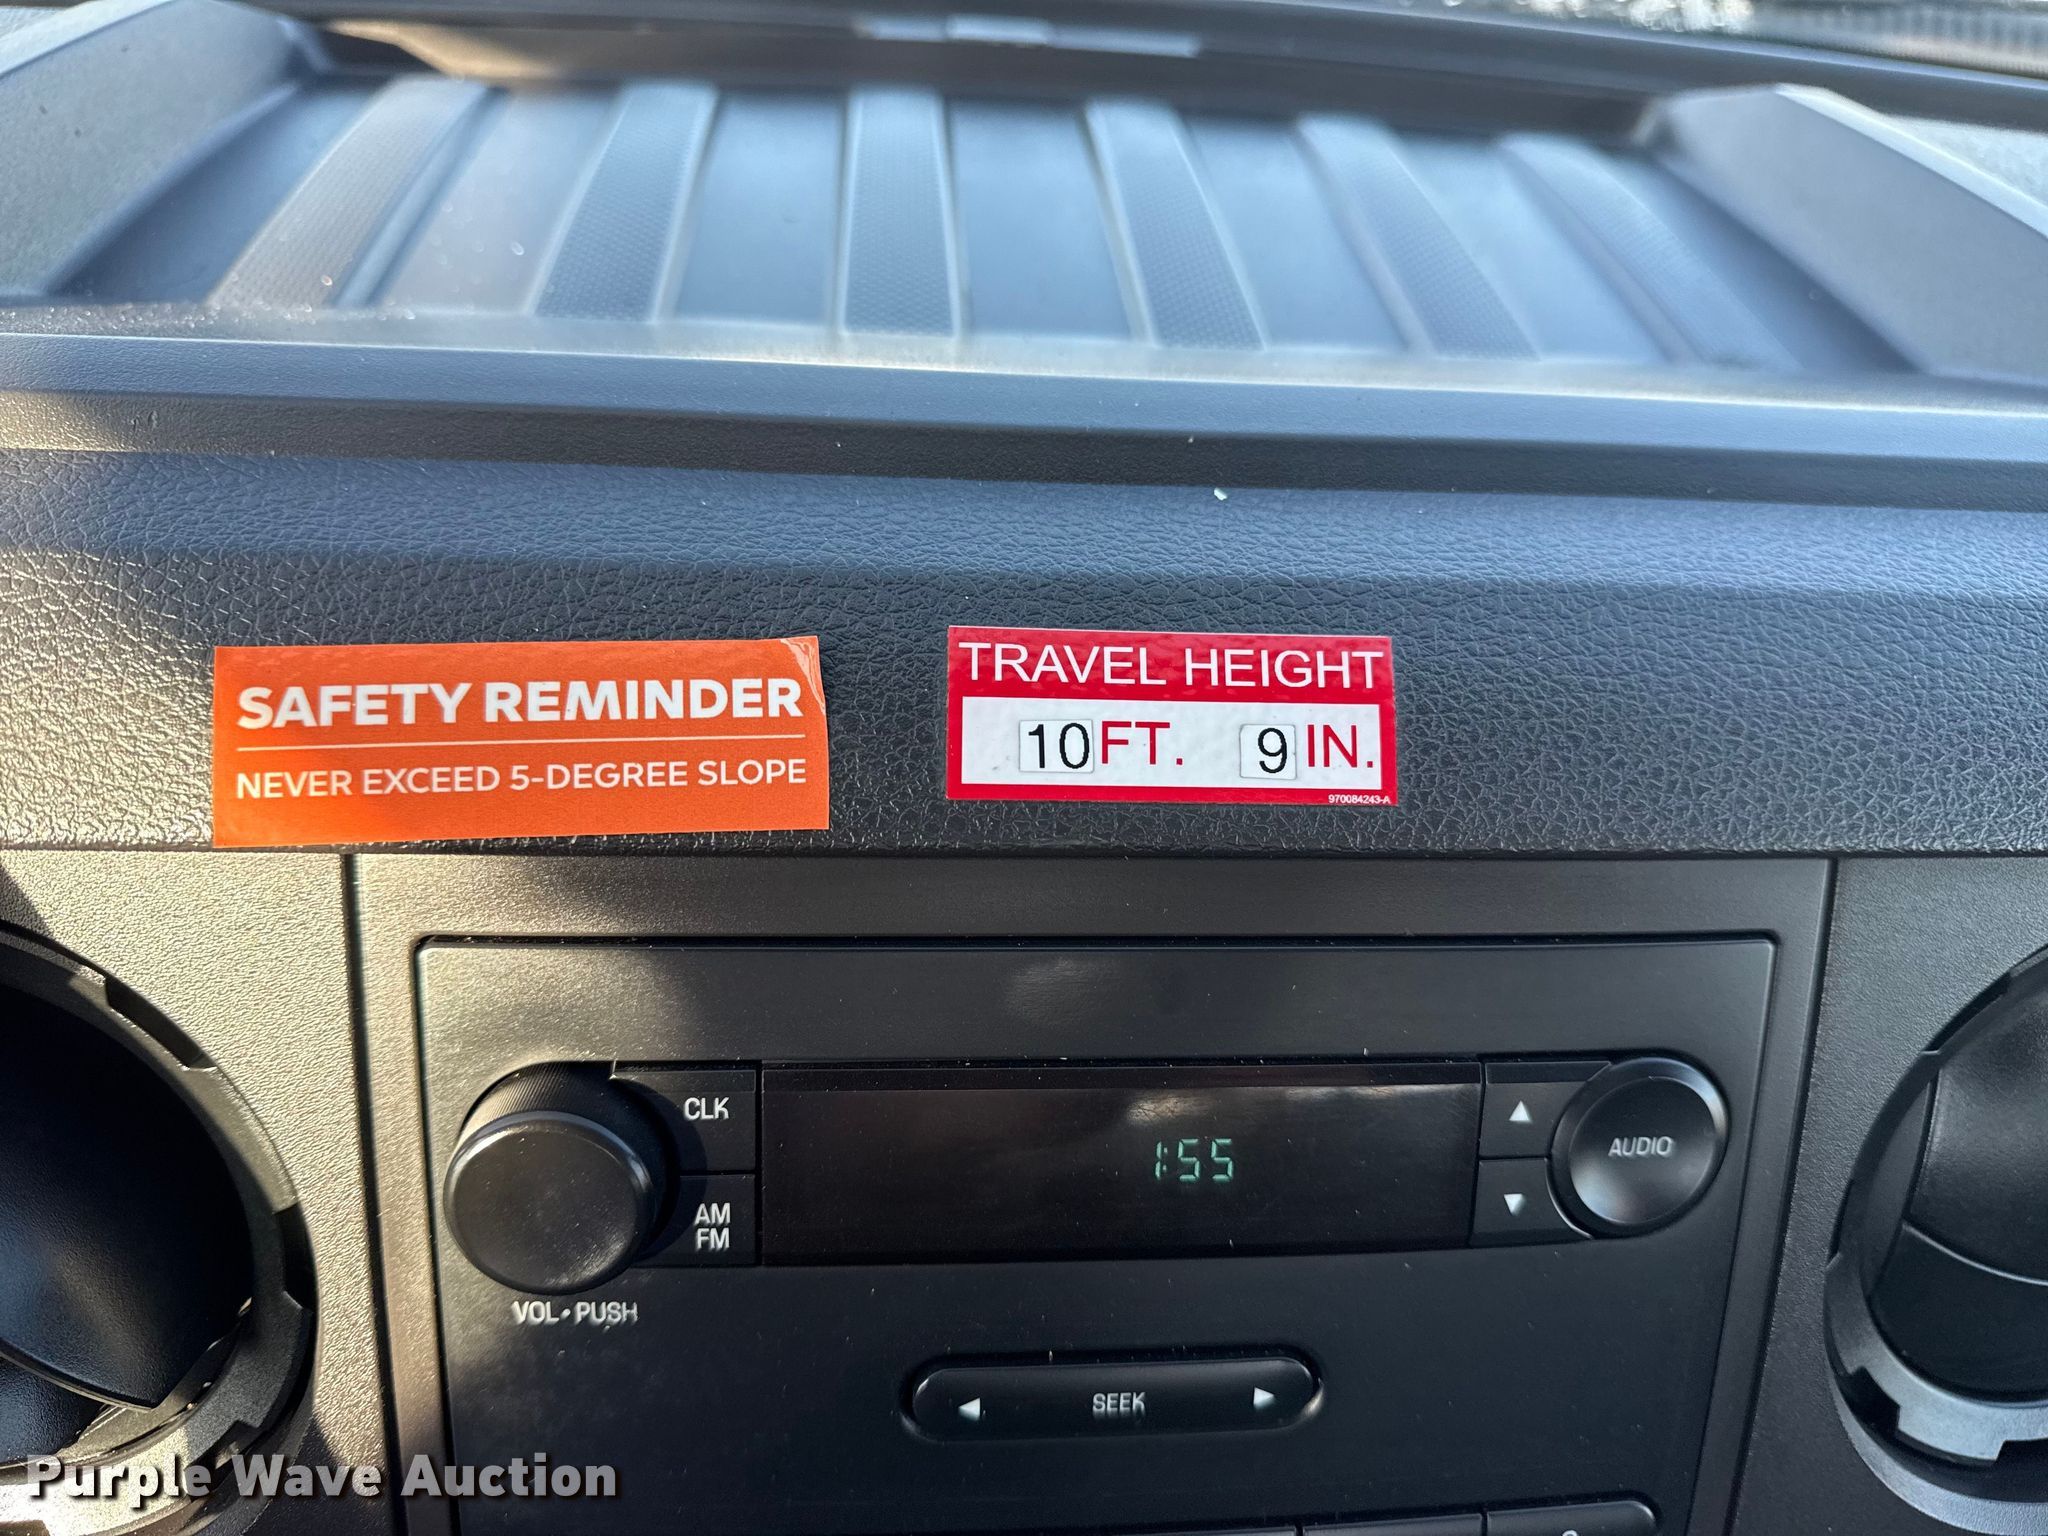 SAFETY REMINDER
NEVER EXCEED 5-DEGREE SLOPE
TRAVEL HEIGHT
10 FT. 9 IN.
970084243-A
CLK
1:55
AUDIO
AM
FM
VOL • PUSH
SEEK
Purple Wave Auction